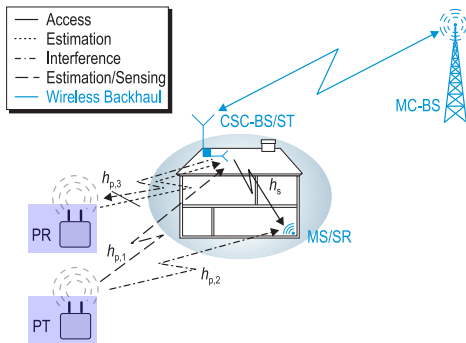 Access
Estimation
Interference
Estimation/Sensing
Wireless Backhaul
MC-BS
CSC-BS/ST
hp,3
hs
PR
hp,1
MS/SR
hp,2
PT